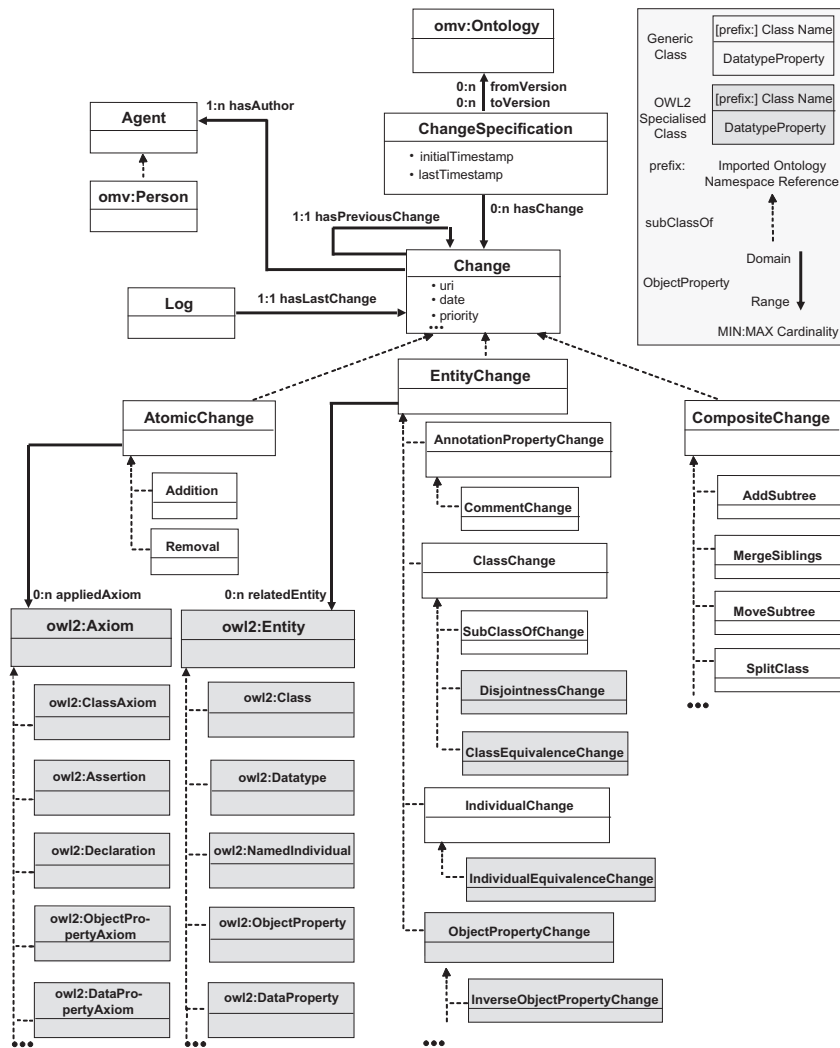 omv:Ontology
0:n fromVersion
0:n toVersion
1:n hasAuthor
Agent
omv:Person
ChangeSpecification
• initialTimestamp
• lastTimestamp
0:n hasChange
1:1 hasPreviousChange
Change
• uri
• date
• priority
•••
Log
1:1 hasLastChange
Generic
Class
[prefix:] Class Name
DatatypeProperty
OWL2
Specialised
Class
[prefix:] Class Name
DatatypeProperty
prefix:
Imported Ontology
Namespace Reference
subClassOf
ObjectProperty
Domain
Range
MIN:MAX Cardinality
AtomicChange
Addition
Removal
0:n appliedAxiom
EntityChange
0:n relatedEntity
CompositeChange
AddSubtree
MergeSiblings
MoveSubtree
SplitClass
•••
AnnotationPropertyChange
CommentChange
ClassChange
SubClassOfChange
DisjointnessChange
ClassEquivalenceChange
IndividualChange
IndividualEquivalenceChange
ObjectPropertyChange
InverseObjectPropertyChange
•••
owl2:Axiom
owl2:ClassAxiom
owl2:Assertion
owl2:Declaration
owl2:ObjectPro-
pertyAxiom
owl2:DataPro-
pertyAxiom
•••
owl2:Entity
owl2:Class
owl2:Datatype
owl2:NamedIndividual
owl2:ObjectProperty
owl2:DataProperty
•••